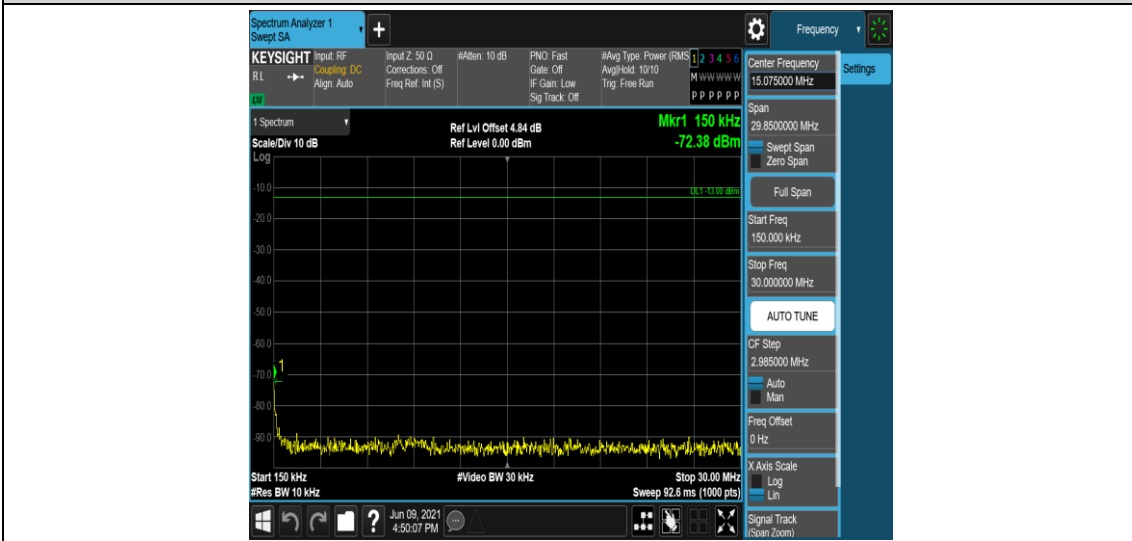 Spectrum Analyzer 1
Swept SA
+
Frequency
KEYSIGHT
RL
LXI
Input: RF
Coupling: DC
Align: Auto
Input Z: 50 Ω
Corrections: Off
Freq Ref: Int (S)
#Atten: 10 dB
PNO: Fast
Gate: Off
IF Gain: Low
Sig Track: Off
#Avg Type: Power (RMS
Avg|Hold: 10/10
Trig: Free Run
1 2 3 4 5 6
M W W W W W
P P P P P P
1 Spectrum
Scale/Div 10 dB
Ref Lvl Offset 4.84 dB
Ref Level 0.00 dBm
Mkr1 150 kHz
-72.38 dBm
Log
DL1 -13.00 dBm
-10.0
-20.0
-30.0
-40.0
-50.0
-60.0
1
-70.0
-80.0
-90.0
Start 150 kHz
#Video BW 30 kHz
Stop 30.00 MHz
#Res BW 10 kHz
Sweep 92.6 ms (1000 pts)
?
Jun 09, 2021
4:50:07 PM
Center Frequency
15.075000 MHz
Settings
Span
29.8500000 MHz
Swept Span
Zero Span
Full Span
Start Freq
150.000 kHz
Stop Freq
30.000000 MHz
AUTO TUNE
CF Step
2.985000 MHz
Auto
Man
Freq Offset
0 Hz
X Axis Scale
Log
Lin
Signal Track
(Span Zoom)